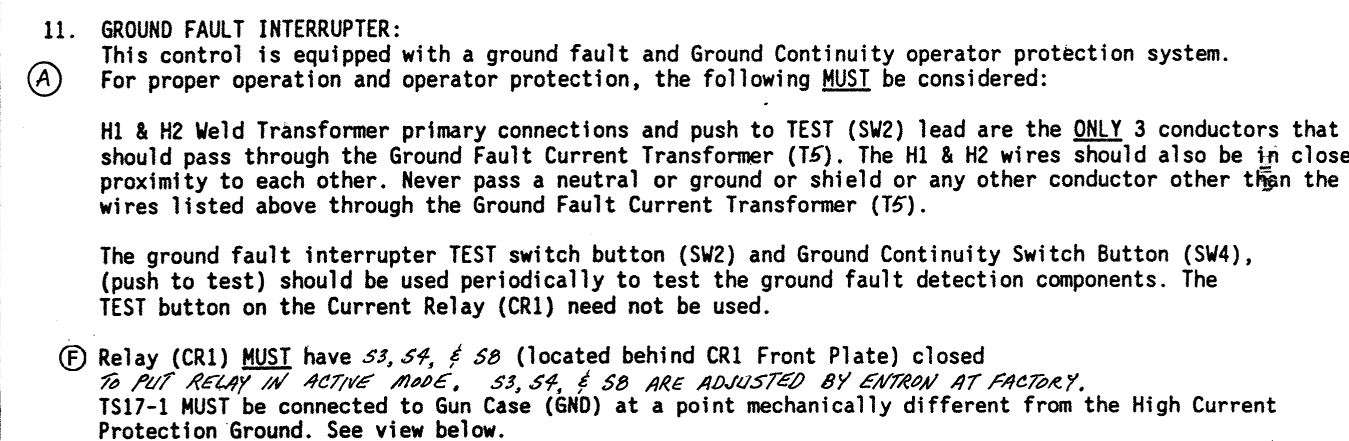 11. GROUND FAULT INTERRUPTER:
This control is equipped with a ground fault and Ground Continuity operator protection system.
(A) For proper operation and operator protection, the following MUST be considered:
H1 & H2 Weld Transformer primary connections and push to TEST (SW2) lead are the ONLY 3 conductors that
should pass through the Ground Fault Current Transformer (T5). The H1 & H2 wires should also be in close
proximity to each other. Never pass a neutral or ground or shield or any other conductor other than the
wires listed above through the Ground Fault Current Transformer (T5).
The ground fault interrupter TEST switch button (SW2) and Ground Continuity Switch Button (SW4),
(push to test) should be used periodically to test the ground fault detection components. The
TEST button on the Current Relay (CR1) need not be used.
(F) Relay (CR1) MUST have S3, S4, & S8 (located behind CR1 Front Plate) closed
TO PUT RELAY IN ACTIVE MODE. S3, S4, & S8 ARE ADJUSTED BY ENTRON AT FACTORY.
TS17-1 MUST be connected to Gun Case (GND) at a point mechanically different from the High Current
Protection Ground. See view below.